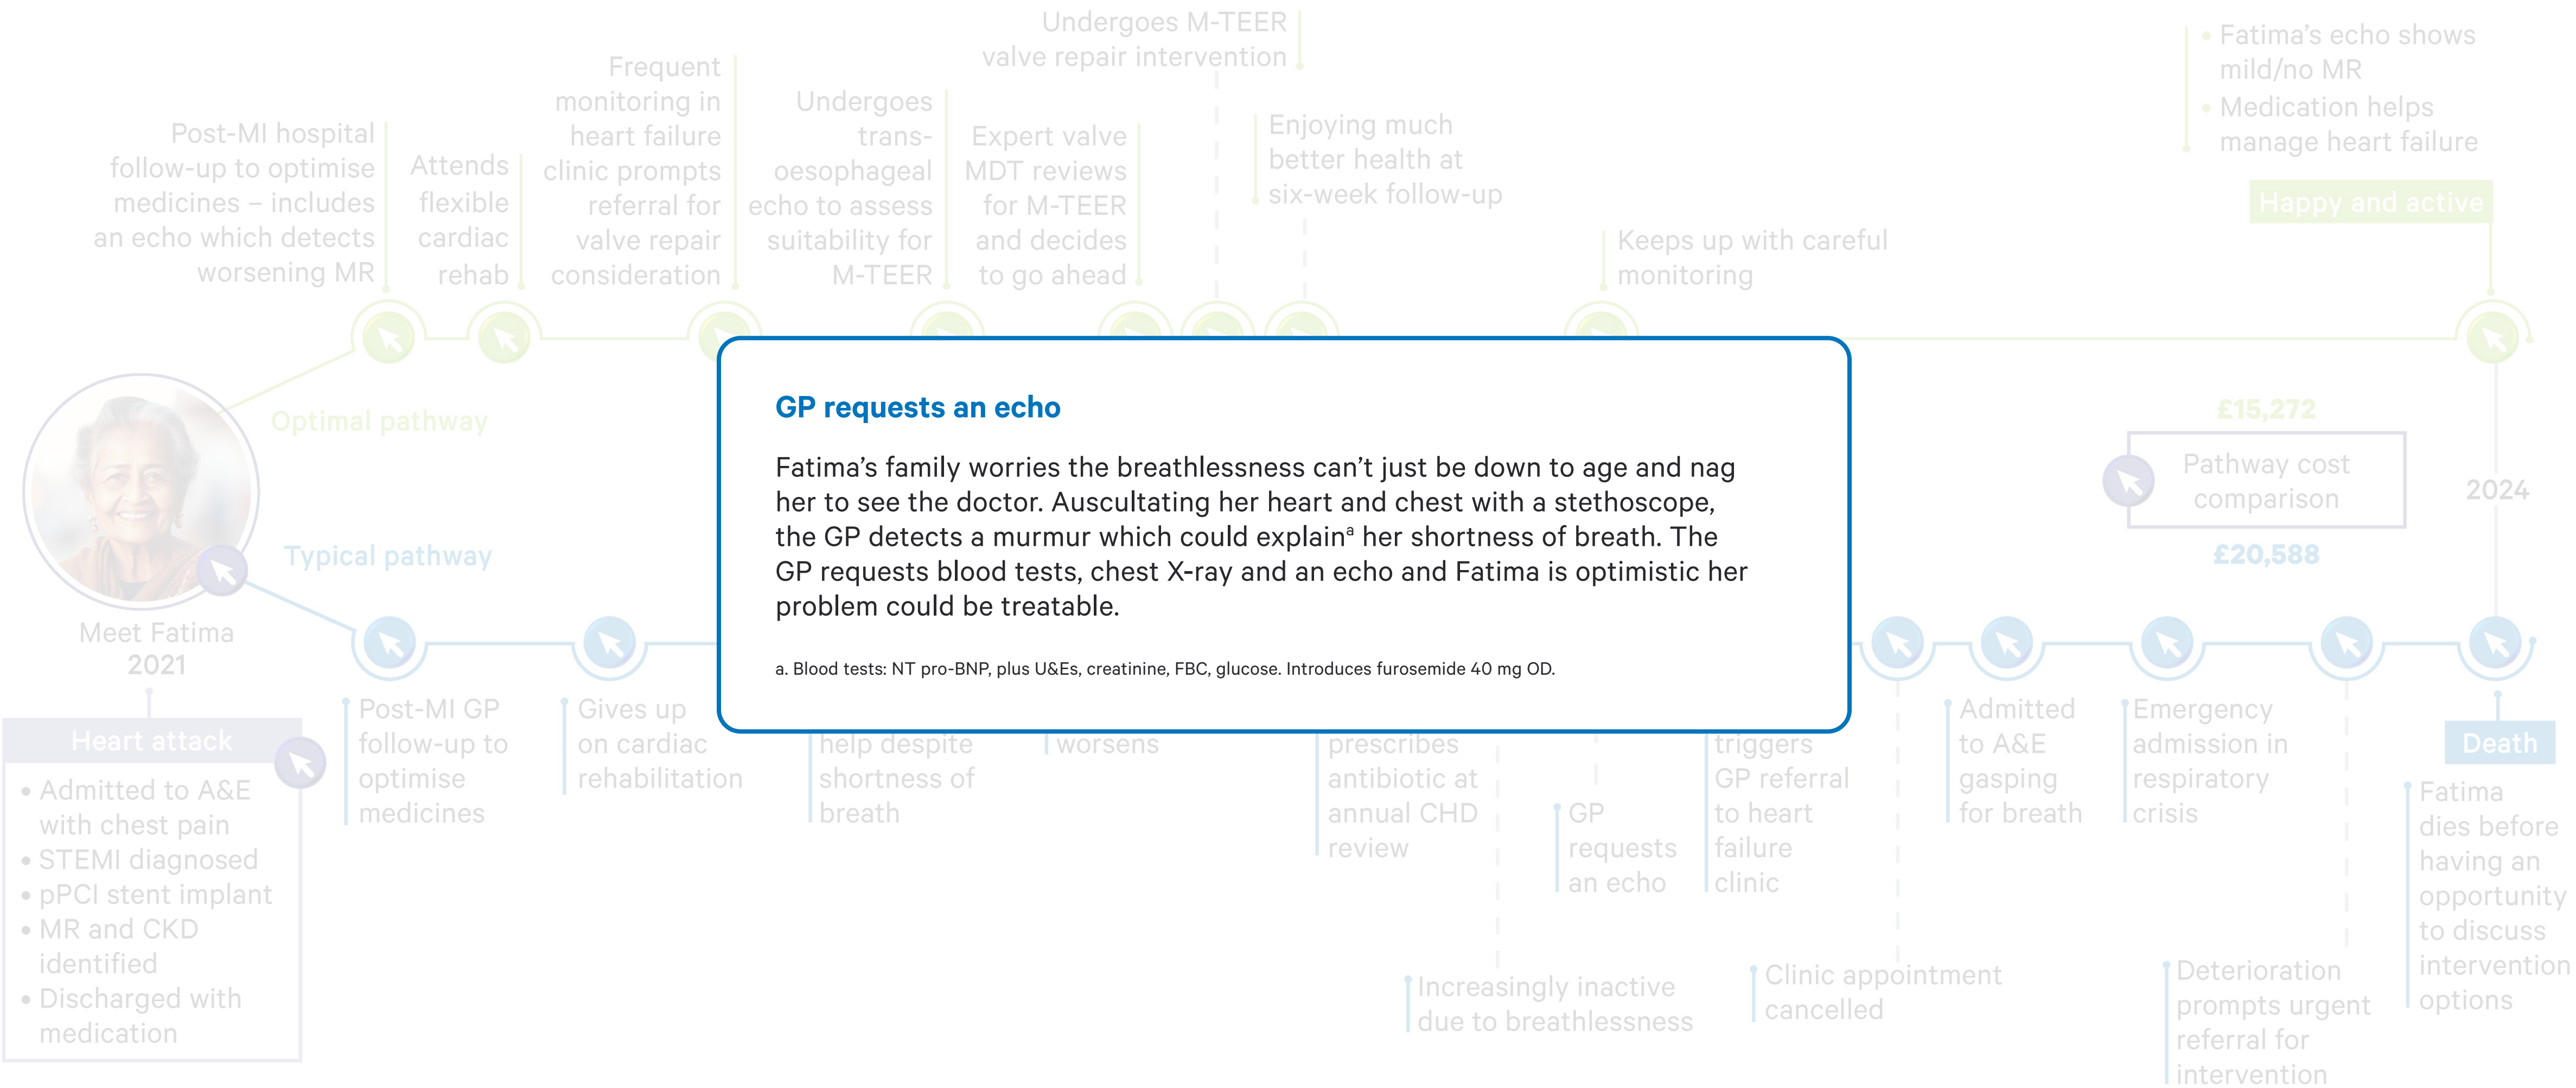 Undergoes M-TEER
valve repair intervention
Frequent
monitoring in
heart failure
clinic prompts
referral for
valve repair
consideration
Post-MI hospital
follow-up to optimise
medicines – includes
an echo which detects
worsening MR
Attends
flexible
cardiac
rehab
Undergoes
trans-
oesophageal
echo to assess
suitability for
M-TEER
Expert valve
MDT reviews
for M-TEER
and decides
to go ahead
Enjoying much
better health at
six-week follow-up
Keeps up with careful
monitoring
• Fatima’s echo shows
mild/no MR
• Medication helps
manage heart failure
Happy and active
Optimal pathway
Typical pathway
Meet Fatima
2021
Heart attack
• Admitted to A&E
with chest pain
• STEMI diagnosed
• pPCI stent implant
• MR and CKD
identified
• Discharged with
medication
GP requests an echo
Fatima’s family worries the breathlessness can’t just be down to age and nag
her to see the doctor. Auscultating her heart and chest with a stethoscope,
the GP detects a murmur which could explainᵃ her shortness of breath. The
GP requests blood tests, chest X-ray and an echo and Fatima is optimistic her
problem could be treatable.
a. Blood tests: NT pro-BNP, plus U&Es, creatinine, FBC, glucose. Introduces furosemide 40 mg OD.
£15,272
Pathway cost
comparison
£20,588
2024
Post-MI GP
follow-up to
optimise
medicines
Gives up
on cardiac
rehabilitation
help despite
shortness of
breath
worsens
prescribes
antibiotic at
annual CHD
review
Increasingly inactive
due to breathlessness
GP
requests
an echo
triggers
GP referral
to heart
failure
clinic
Clinic appointment
cancelled
Admitted
to A&E
gasping
for breath
Emergency
admission in
respiratory
crisis
Deterioration
prompts urgent
referral for
intervention
Death
Fatima
dies before
having an
opportunity
to discuss
intervention
options